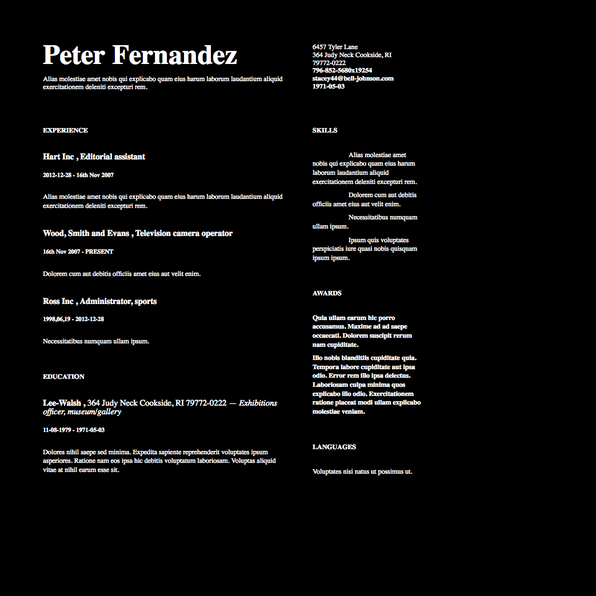 Peter Fernandez
Alias molestiae amet nobis qui explicabo quam eius harum laborum laudantium aliquid
exercitationem deleniti excepturi rem.
6457 Tyler Lane
364 Judy Neck Cookside, RI
79772-0222
796-852-5680x19254
stacey44@bell-johnson.com
1971-05-03
EXPERIENCE
Hart Inc , Editorial assistant
2012-12-28 - 16th Nov 2007
Alias molestiae amet nobis qui explicabo quam eius harum laborum laudantium aliquid
exercitationem deleniti excepturi rem.
Wood, Smith and Evans , Television camera operator
16th Nov 2007 - PRESENT
Dolorem cum aut debitis officiis amet eius aut velit enim.
Ross Inc , Administrator, sports
1998,06,19 - 2012-12-28
Necessitatibus numquam ullam ipsum.
EDUCATION
Lee-Walsh , 364 Judy Neck Cookside, RI 79772-0222 — Exhibitions
officer, museum/gallery
11-08-1979 - 1971-05-03
Dolores nihil saepe sed minima. Expedita sapiente reprehenderit voluptates ipsum
asperiores. Ratione nam eos ipsa hic debitis voluptatum laboriosam. Voluptas aliquid
vitae at nihil earum esse sit.
SKILLS
Alias molestiae amet
nobis qui explicabo quam eius harum
laborum laudantium aliquid
exercitationem deleniti excepturi rem.
Dolorem cum aut debitis
officiis amet eius aut velit enim.
Necessitatibus numquam
ullam ipsum.
Ipsum quis voluptates
perspiciatis iure quasi nobis quisquam
ipsum ipsum.
AWARDS
Quia ullam earum hic porro
accusamus. Maxime ad ad saepe
occaecati. Dolorem suscipit rerum
nam cupiditate.
Illo nobis blanditiis cupiditate quia.
Tempora labore cupiditate aut ipsa
odio. Error rem illo ipsa delectus.
Laboriosam culpa minima quos
explicabo illo odio. Exercitationem
ratione placeat modi ullam explicabo
molestiae veniam.
LANGUAGES
Voluptates nisi natus ut possimus ut.